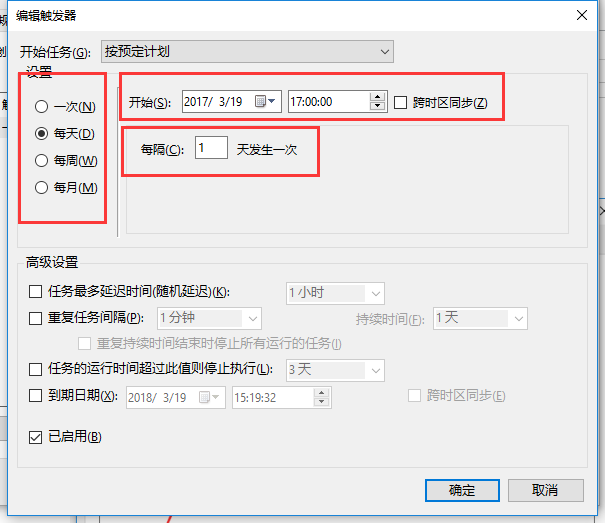 编辑触发器
开始任务(G): 按预定计划
设置
一次(N)
每天(D)
每周(W)
每月(M)
开始(S): 2017/ 3/19 17:00:00 跨时区同步(Z)
每隔(C): 1 天发生一次
高级设置
任务最多延迟时间(随机延迟)(K): 1 小时
重复任务间隔(P): 1 分钟 持续时间(F): 1 天
重复持续时间结束时停止所有运行的任务(I)
任务的运行时间超过此值则停止执行(L): 3 天
到期日期(X): 2018/ 3/19 15:19:32 跨时区同步(E)
已启用(B)
确定 取消